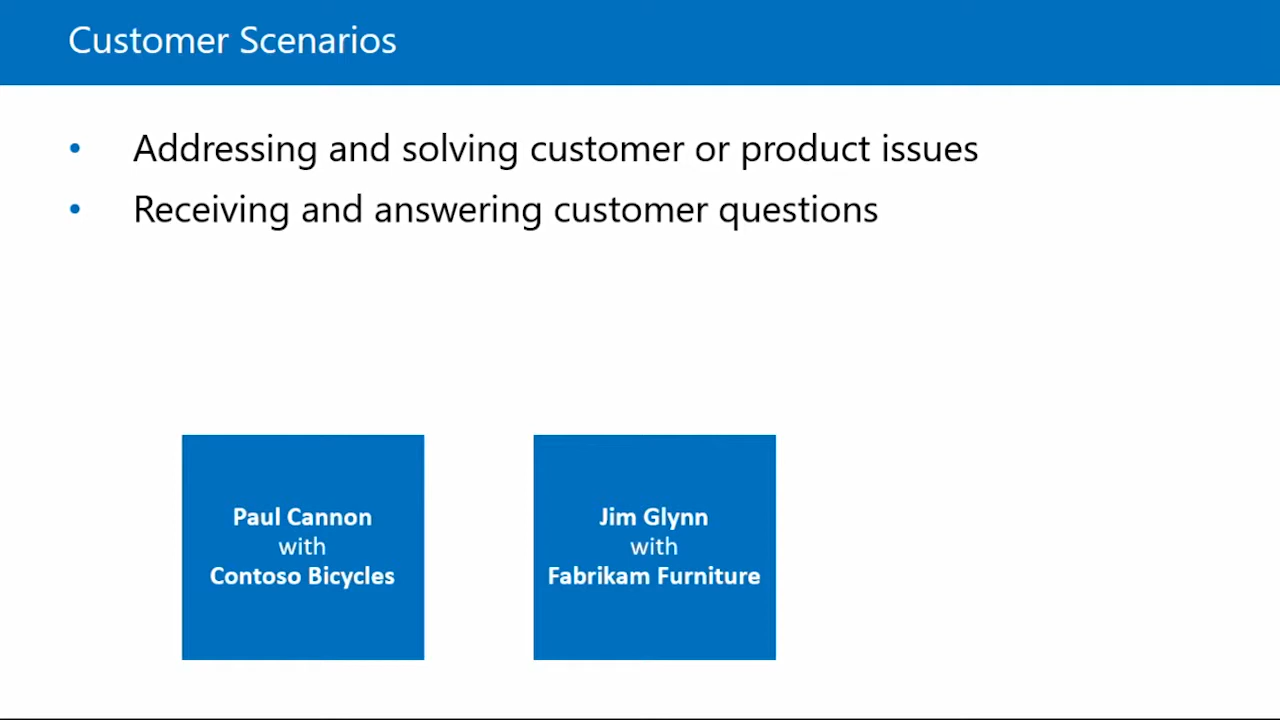 Customer Scenarios
• Addressing and solving customer or product issues
• Receiving and answering customer questions
Paul Cannon
with
Contoso Bicycles
Jim Glynn
with
Fabrikam Furniture